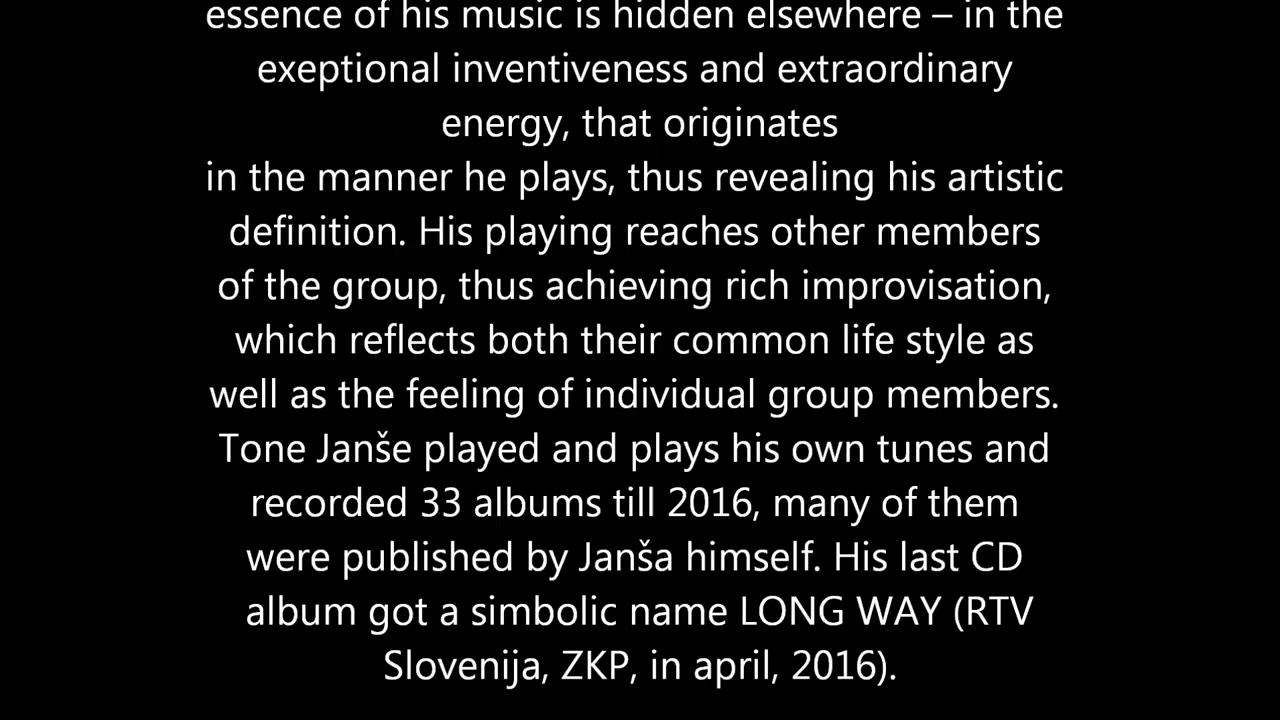 essence of his music is hidden elsewhere – in the
exeptional inventiveness and extraordinary
energy, that originates
in the manner he plays, thus revealing his artistic
definition. His playing reaches other members
of the group, thus achieving rich improvisation,
which reflects both their common life style as
well as the feeling of individual group members.
Tone Janše played and plays his own tunes and
recorded 33 albums till 2016, many of them
were published by Janša himself. His last CD
album got a simbolic name LONG WAY (RTV
Slovenija, ZKP, in april, 2016).